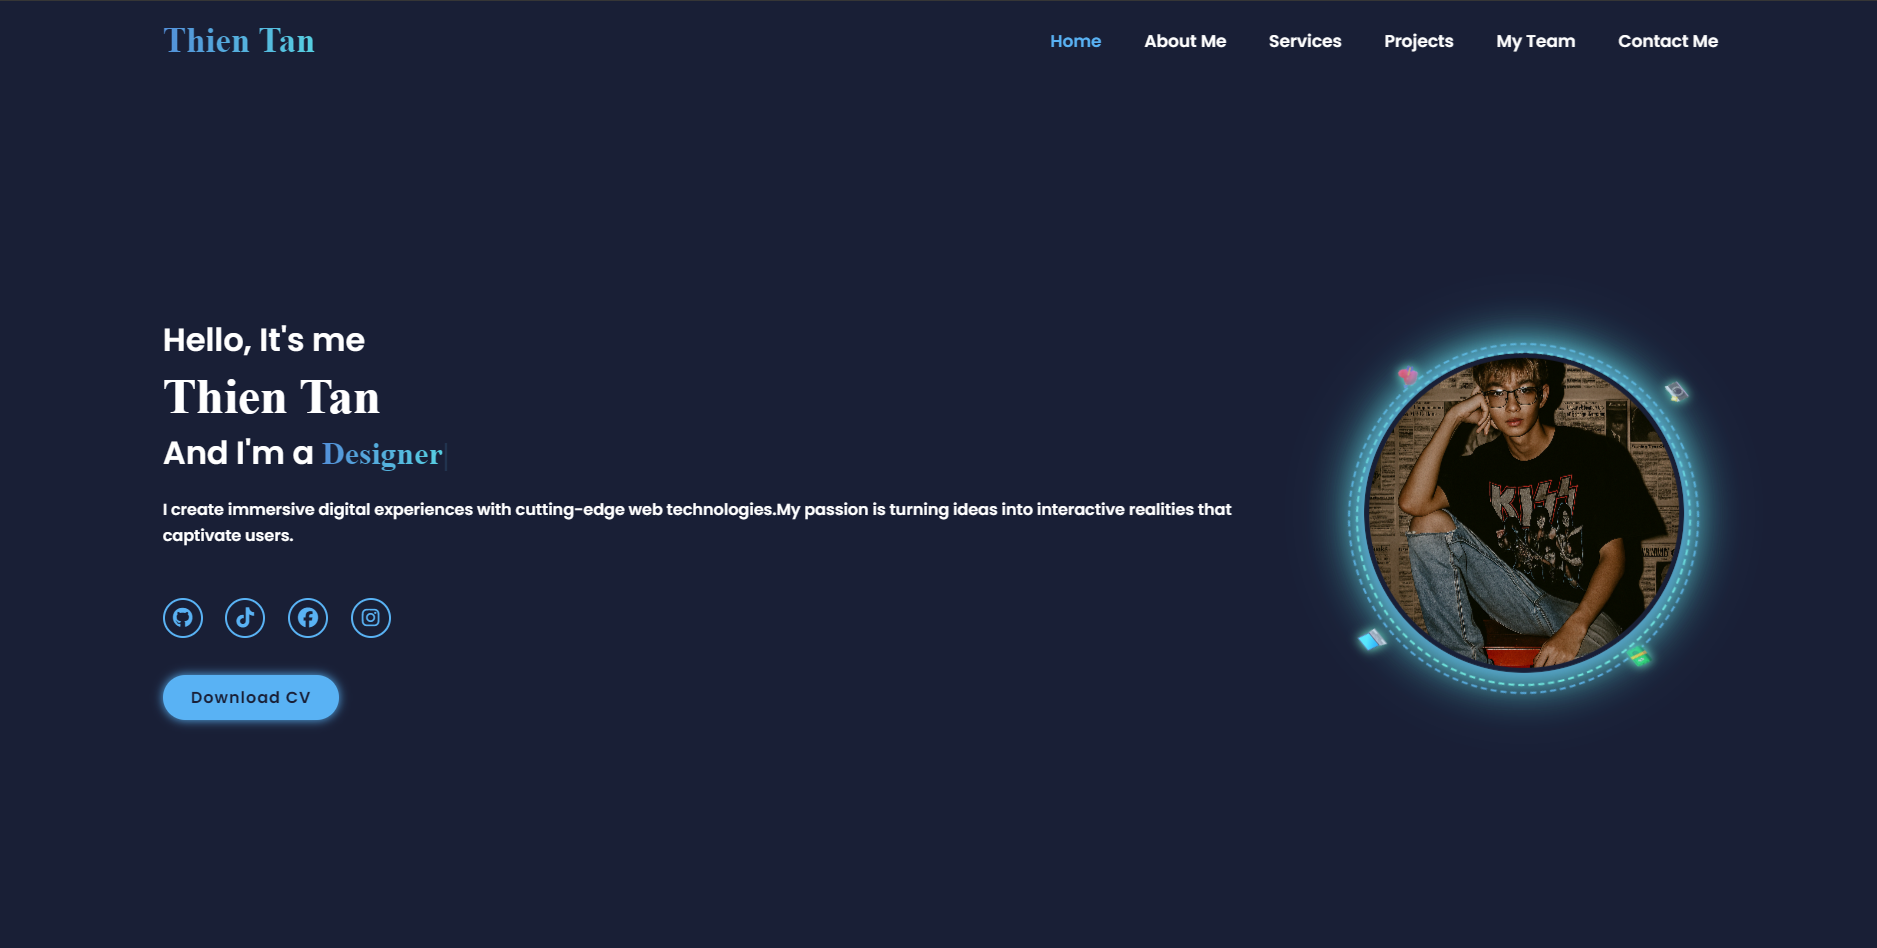 Thien Tan
Home About Me Services Projects My Team Contact Me
Hello, It's me
Thien Tan
And I'm a Designer
I create immersive digital experiences with cutting-edge web technologies.My passion is turning ideas into interactive realities that
captivate users.
KISS
Download CV